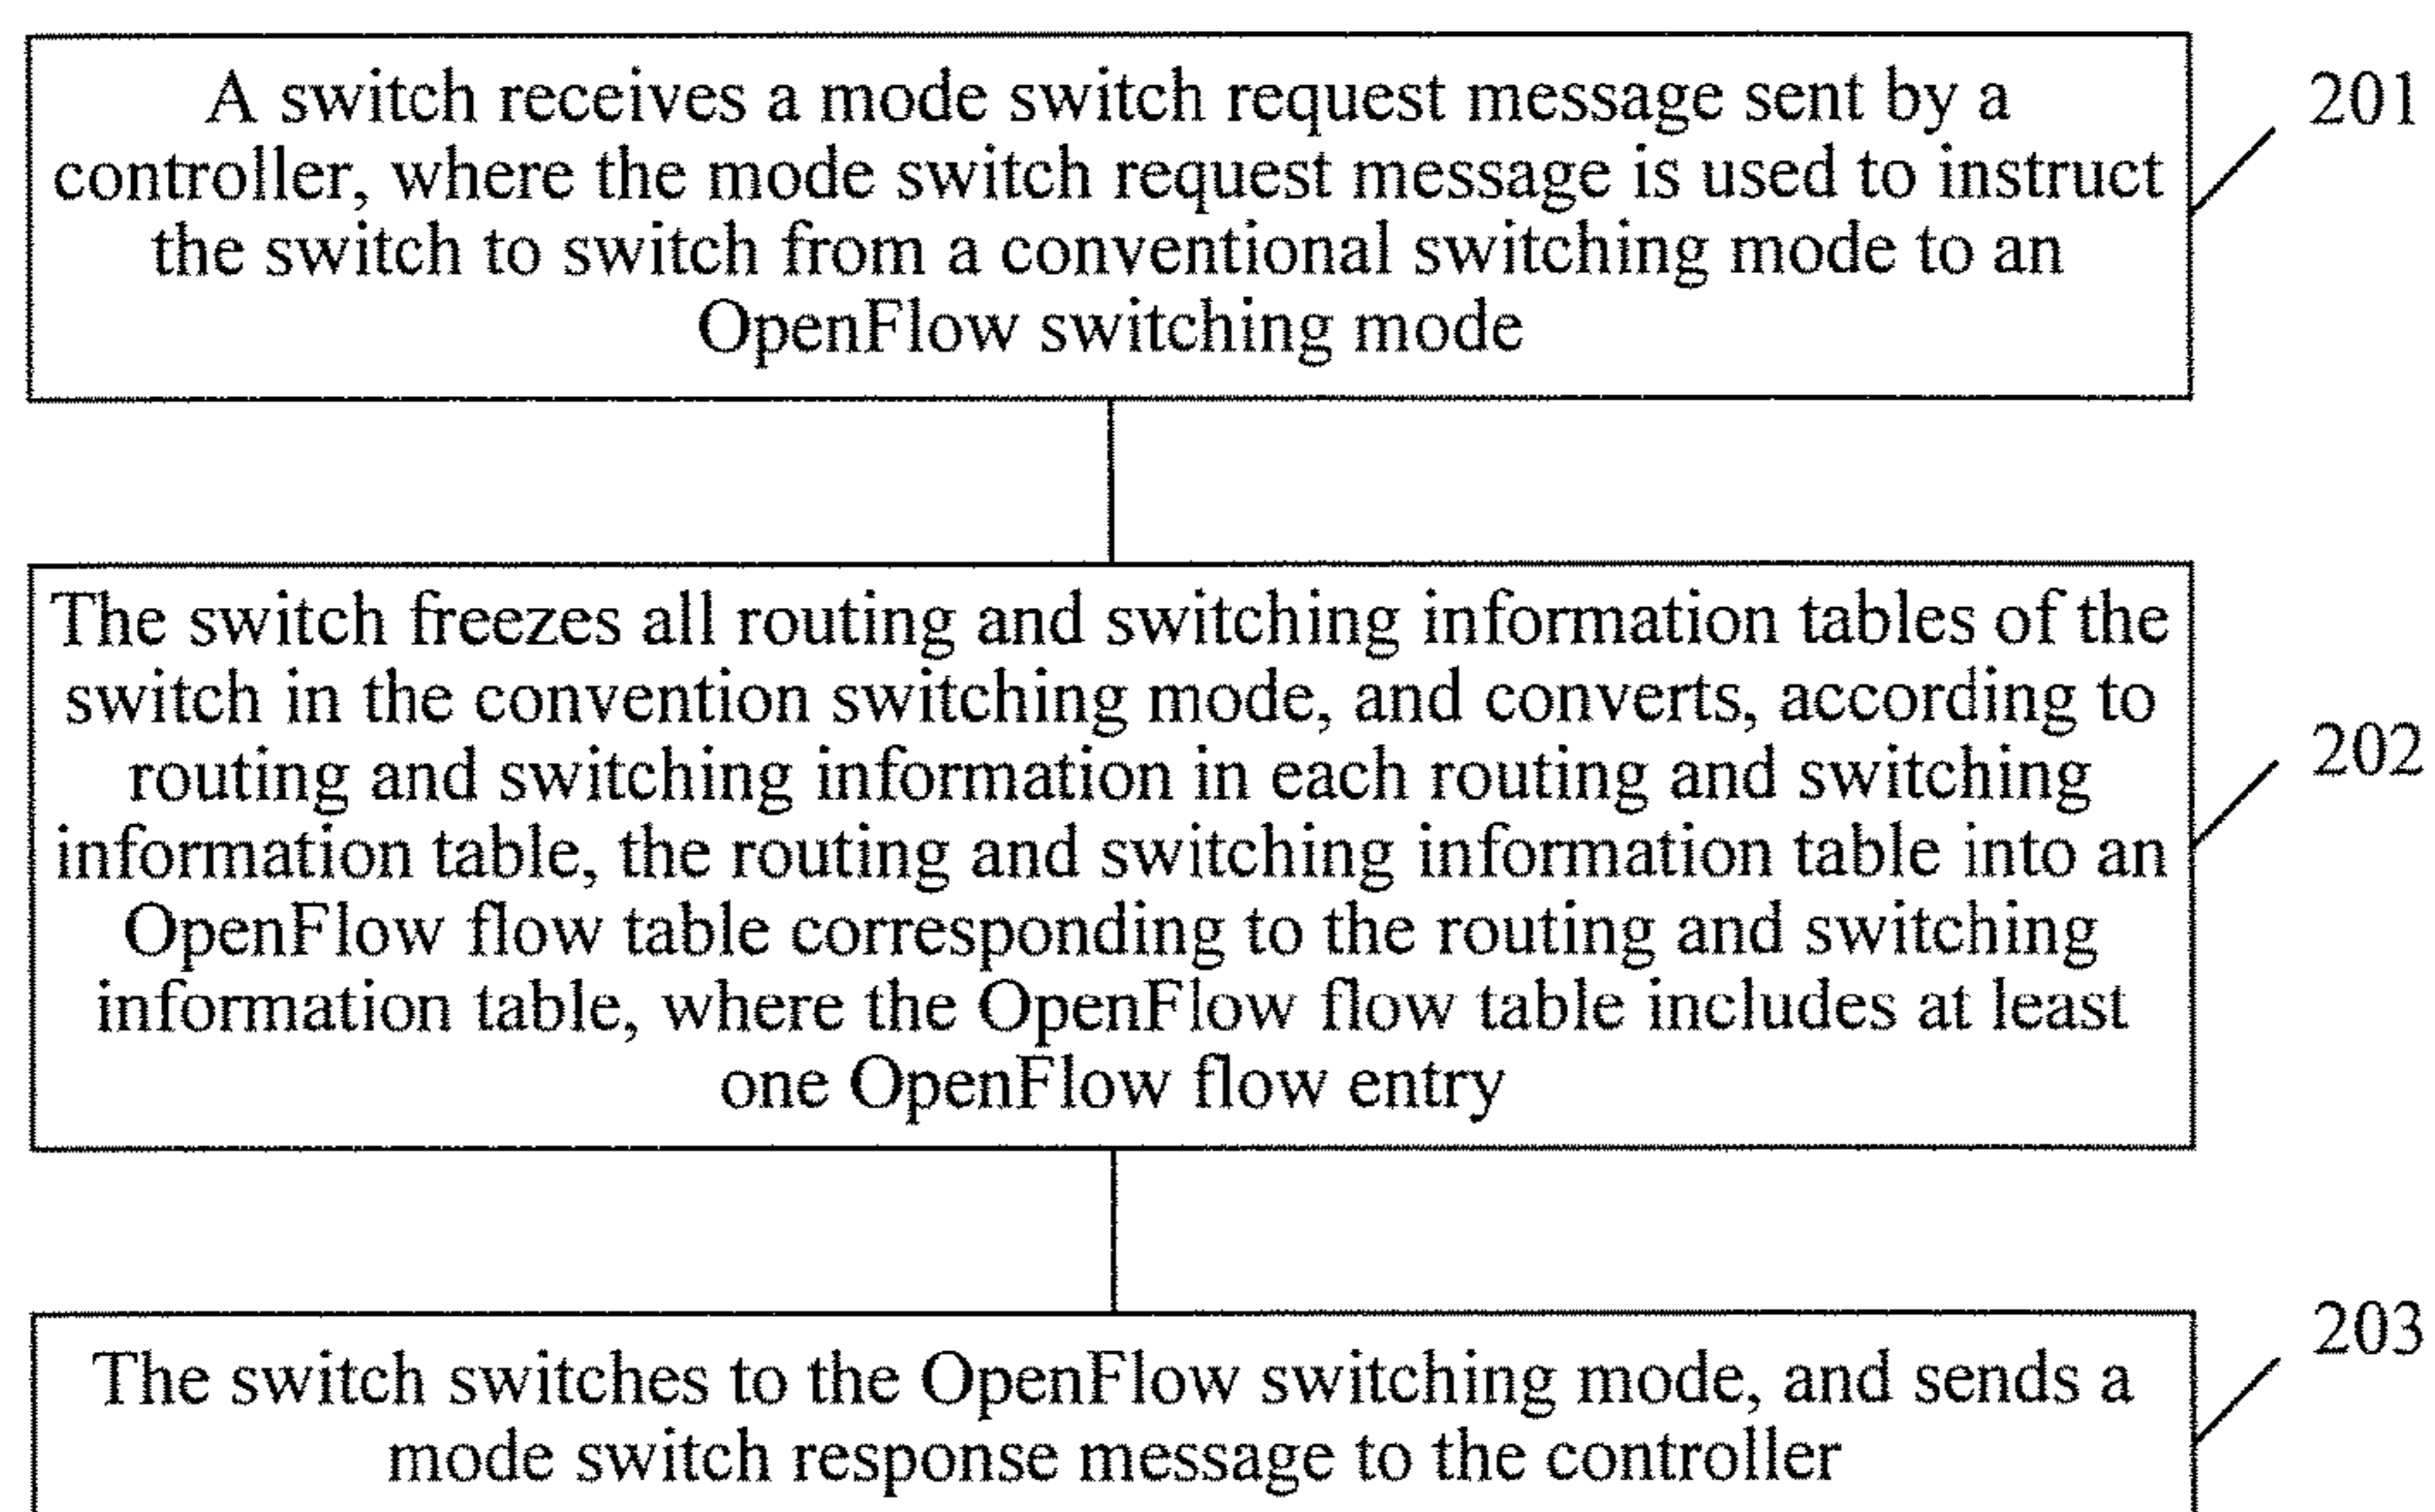 A switch receives a mode switch request message sent by a
controller, where the mode switch request message is used to instruct
the switch to switch from a conventional switching mode to an
OpenFlow switching mode
201
The switch freezes all routing and switching information tables of the
switch in the convention switching mode, and converts, according to
routing and switching information in each routing and switching
information table, the routing and switching information table into an
OpenFlow flow table corresponding to the routing and switching
information table, where the OpenFlow flow table includes at least
one OpenFlow flow entry
202
The switch switches to the OpenFlow switching mode, and sends a
mode switch response message to the controller
203